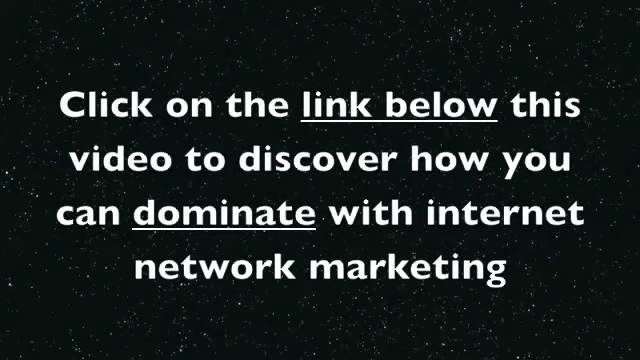 Click on the link below this
video to discover how you
can dominate with internet
network marketing